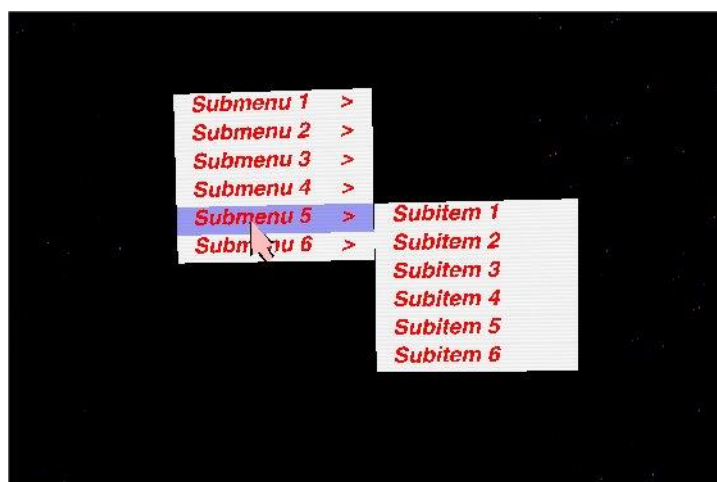 Submenu 1 >
Submenu 2 >
Submenu 3 >
Submenu 4 >
Submenu 5 >
Submenu 6 >
Subitem 1
Subitem 2
Subitem 3
Subitem 4
Subitem 5
Subitem 6